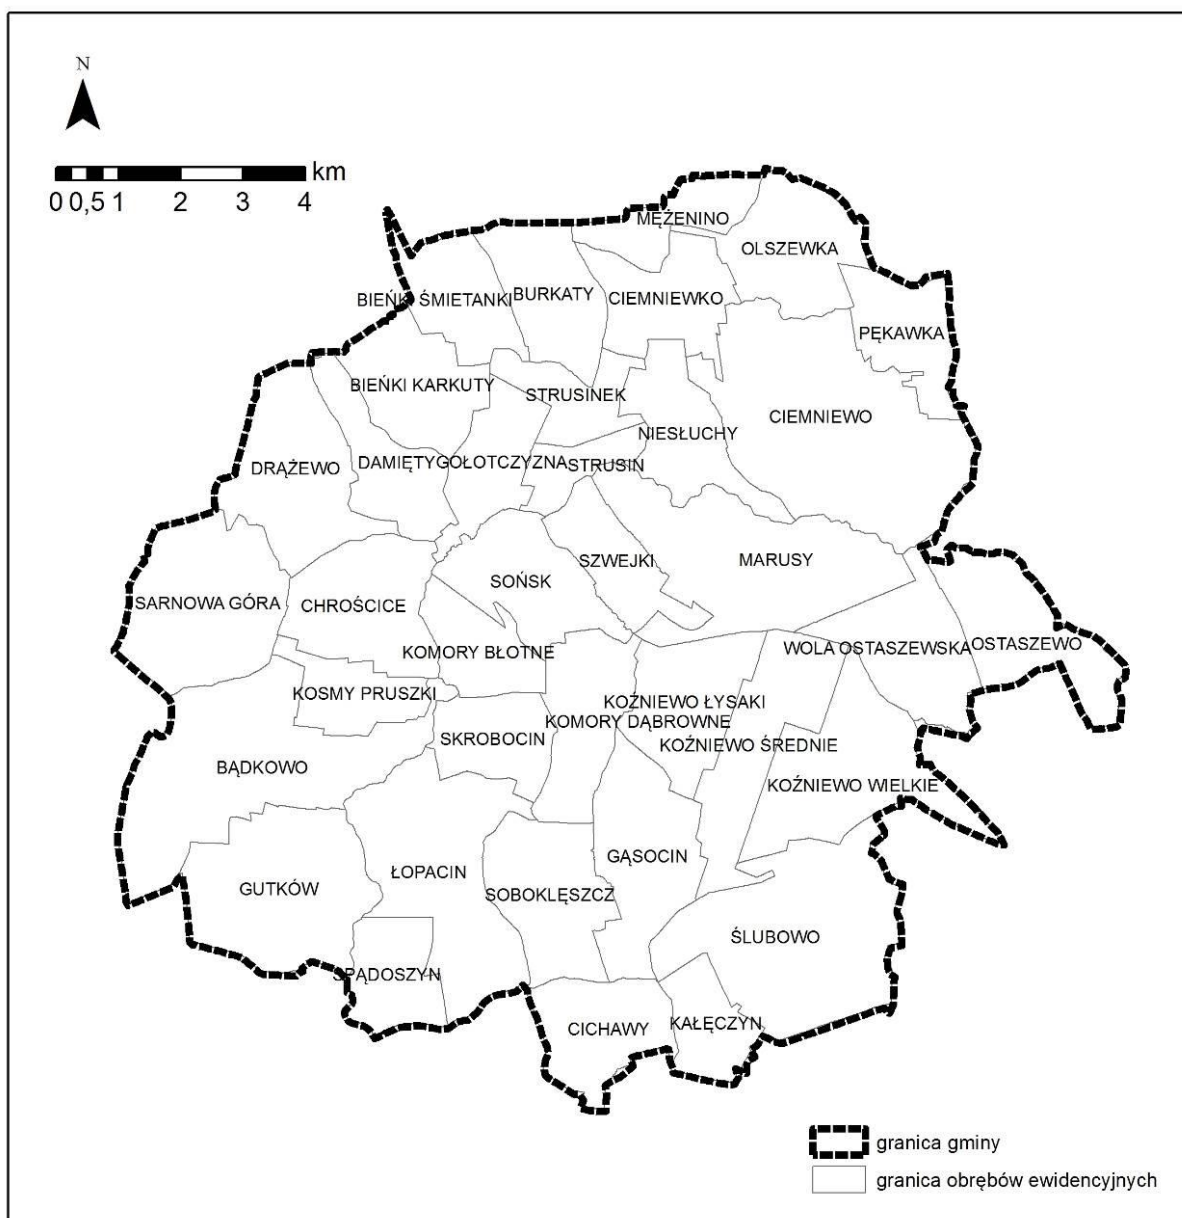 N
km
0 0,5 1 2 3 4
MĘŻENINO
OLSZEWKA
BIEŃKI ŚMIETANKI
BURKATY
CIEMNIEWKO
PĘKAWKA
BIEŃKI KARKUTY
STRUSINEK
CIEMNIEWO
NIESŁUCHY
DRĄŻEWO
DAMIĘTY
GOŁOTCZYZNA
STRUSIN
SZWEJKI
MARUSY
SOŃSK
SARNOWA GÓRA
CHROŚCICE
WOLA OSTASZEWSKA
OSTASZEWO
KOMORY BŁOTNE
KOSMY PRUSZKI
KOŹNIEWO ŁYSAKI
KOMORY DĄBROWNE
SKROBOCIN
KOŹNIEWO ŚREDNIE
BĄDKOWO
KOŹNIEWO WIELKIE
GĄSOCIN
ŁOPACIN
GUTKÓW
SOBOKLĘSZCZ
ŚLUBOWO
SPĄDOSZYN
CICHAWY
KAŁĘCZYN
granica gminy
granica obrębów ewidencyjnych